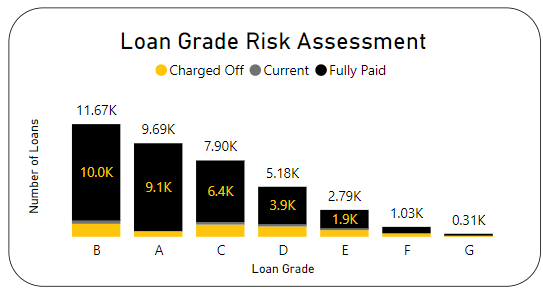 Loan Grade Risk Assessment
Charged Off Current Fully Paid
Number of Loans
11.67K
9.69K
7.90K
5.18K
2.79K
1.03K
0.31K
10.0K
9.1K
6.4K
3.9K
1.9K
B A C D E F G
Loan Grade